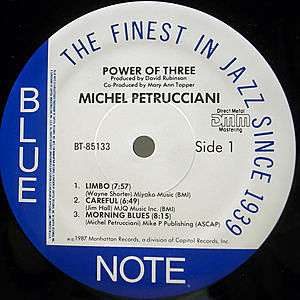 THE FINEST IN JAZZ SINCE 1939
BLUE
NOTE
POWER OF THREE
Produced by David Rubinson
Co-Produced by Mary Ann Topper
MICHEL PETRUCCIANI
Direct Metal
DMM
Mastering
BT-85133
Side 1
1. LIMBO (7:57)
(Wayne Shorter) Miyako Music (BMI)
2. CAREFUL (6:49)
(Jim Hall) MJQ Music Inc. (BMI)
3. MORNING BLUES (8:15)
(Michel Petrucciani) Mike P Publishing (ASCAP)
℗©1987 Manhattan Records, a division of Capitol Records, Inc.